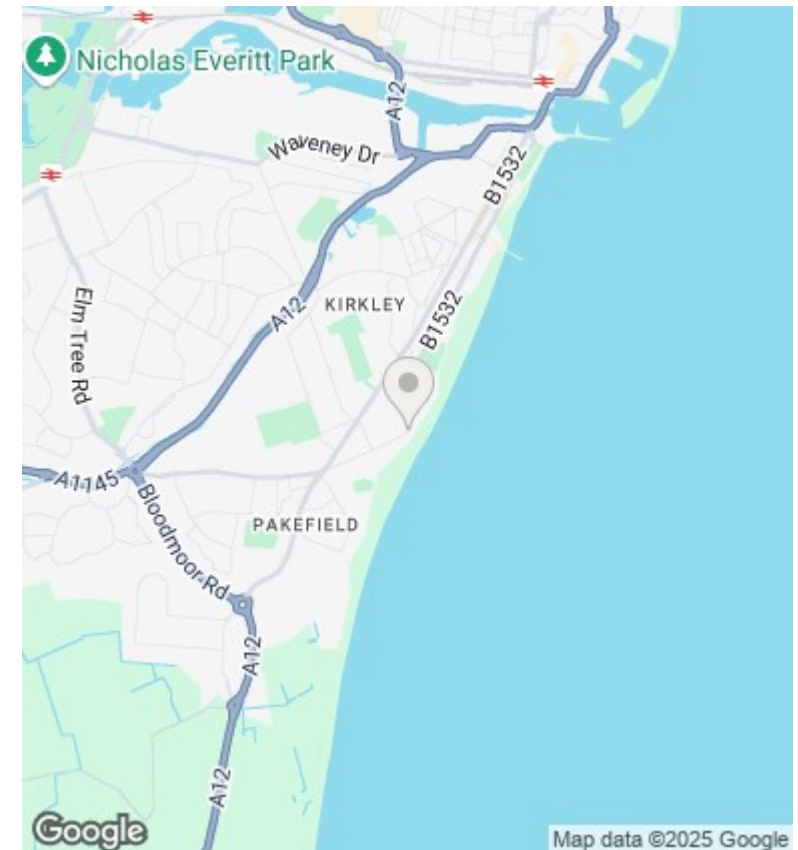 Nicholas Everitt Park
A12
Waveney Dr
B1532
Elm Tree Rd
KIRKLEY
A12
B1532
A1145
Bloodmoor Rd
PAKEFIELD
A12
A12
Google
Map data ©2025 Google